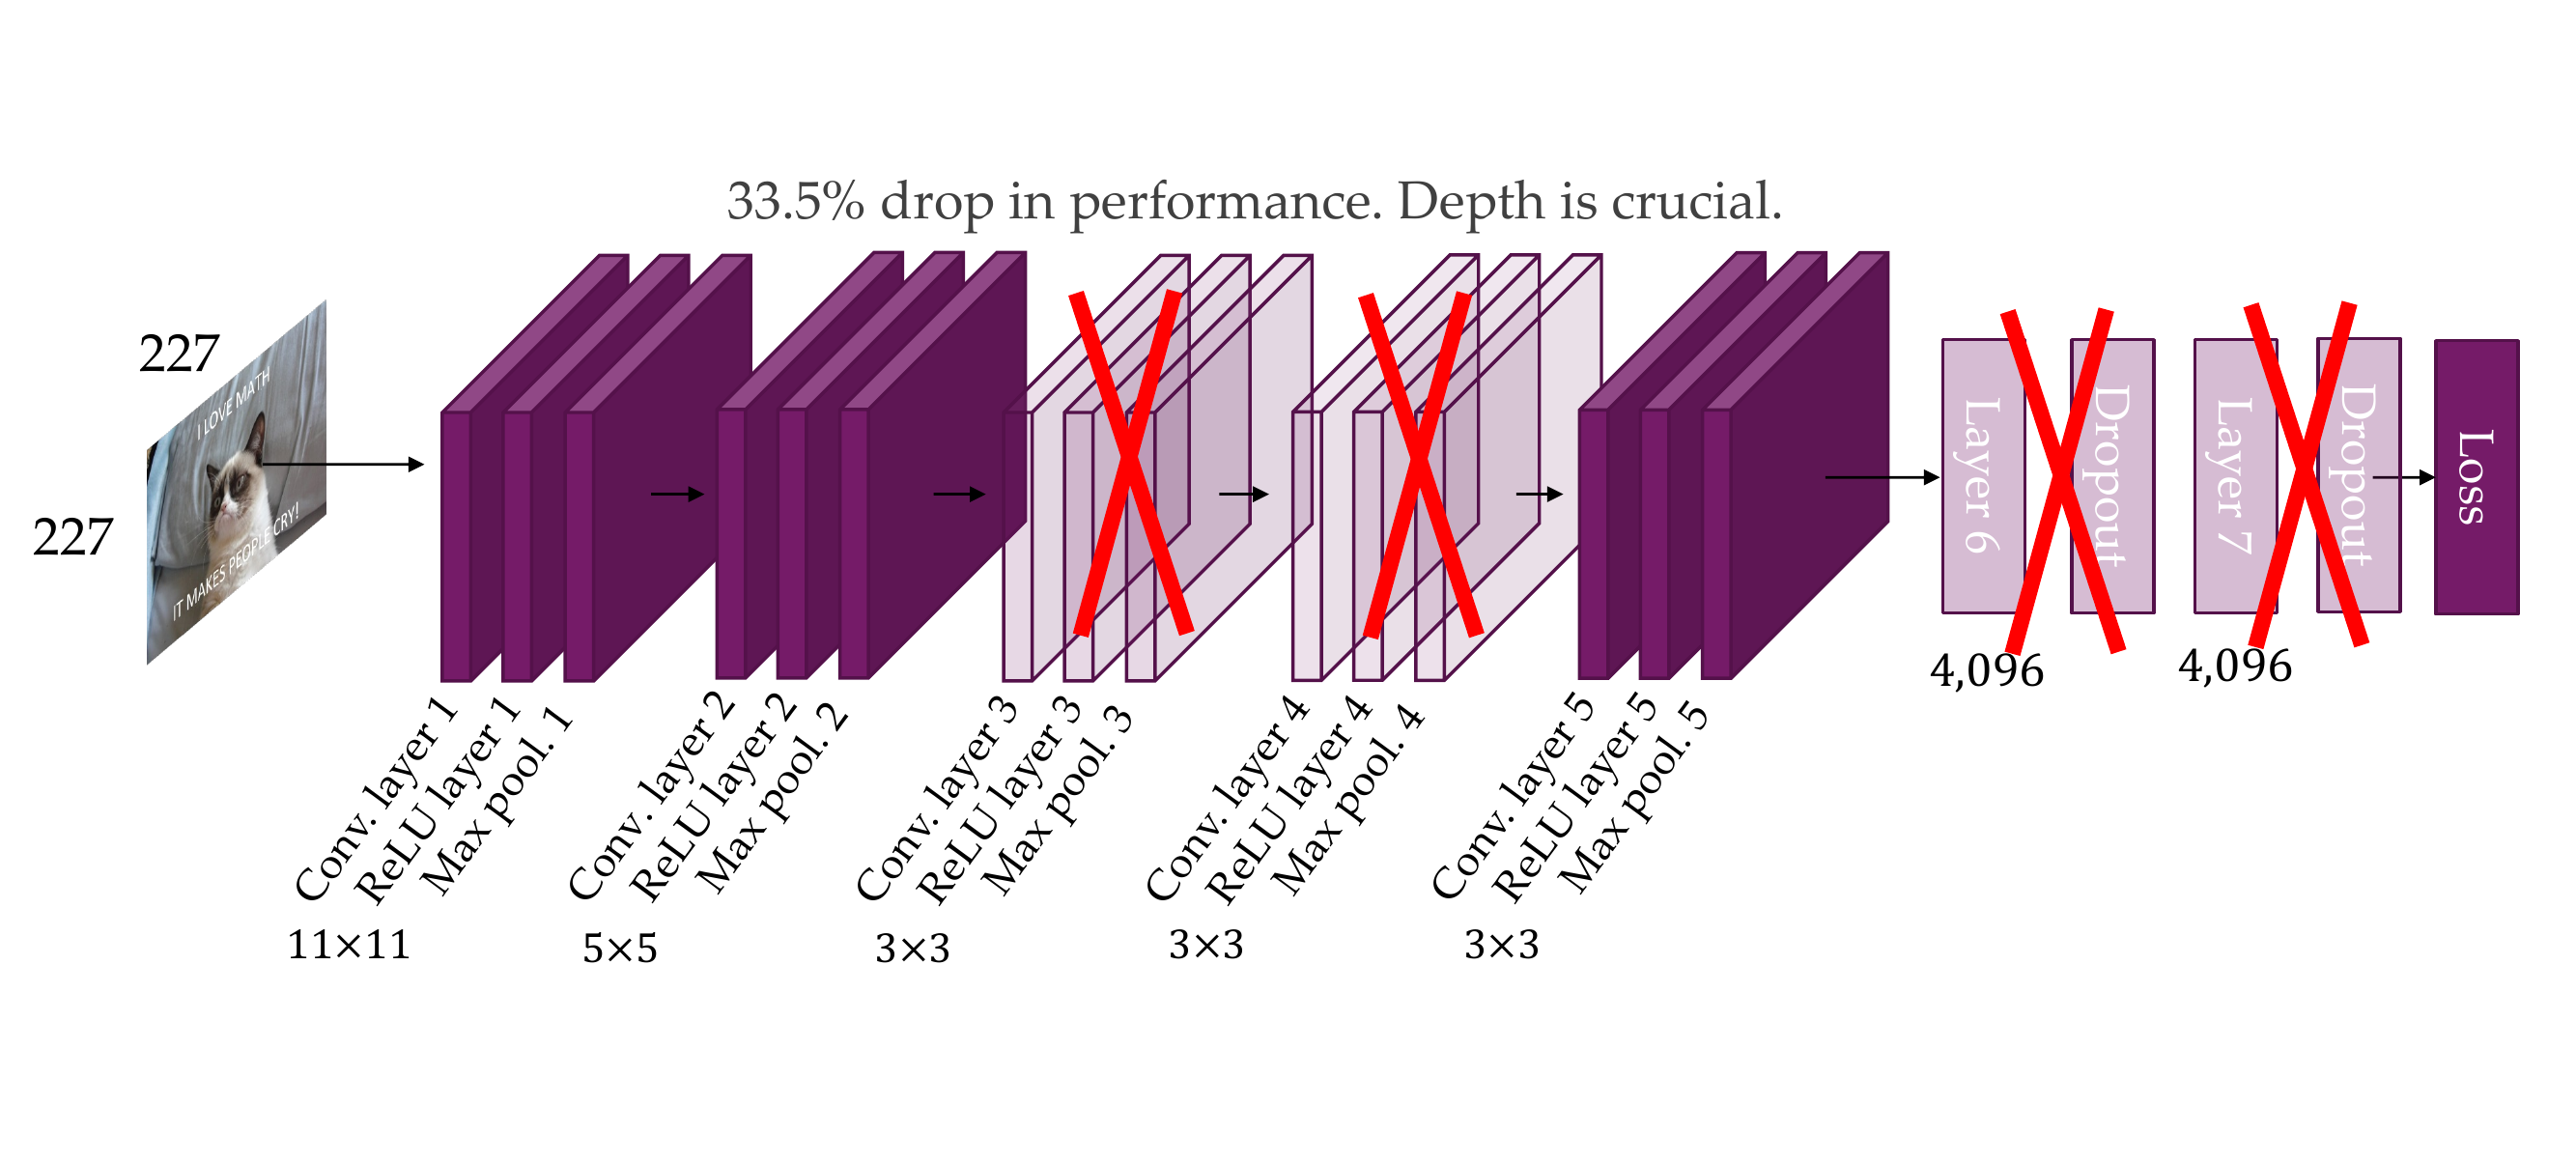 33.5% drop in performance. Depth is crucial.
227
227
I LOVE MATH
IT MAKES PEOPLE CRY!
Conv. layer 1
ReLU layer 1
Max pool. 1
11×11
Conv. layer 2
ReLU layer 2
Max pool. 2
5×5
Conv. layer 3
ReLU layer 3
Max pool. 3
3×3
Conv. layer 4
ReLU layer 4
Max pool. 4
3×3
Conv. layer 5
ReLU layer 5
Max pool. 5
3×3
Layer 6
Dropout
4,096
Layer 7
Dropout
4,096
Loss